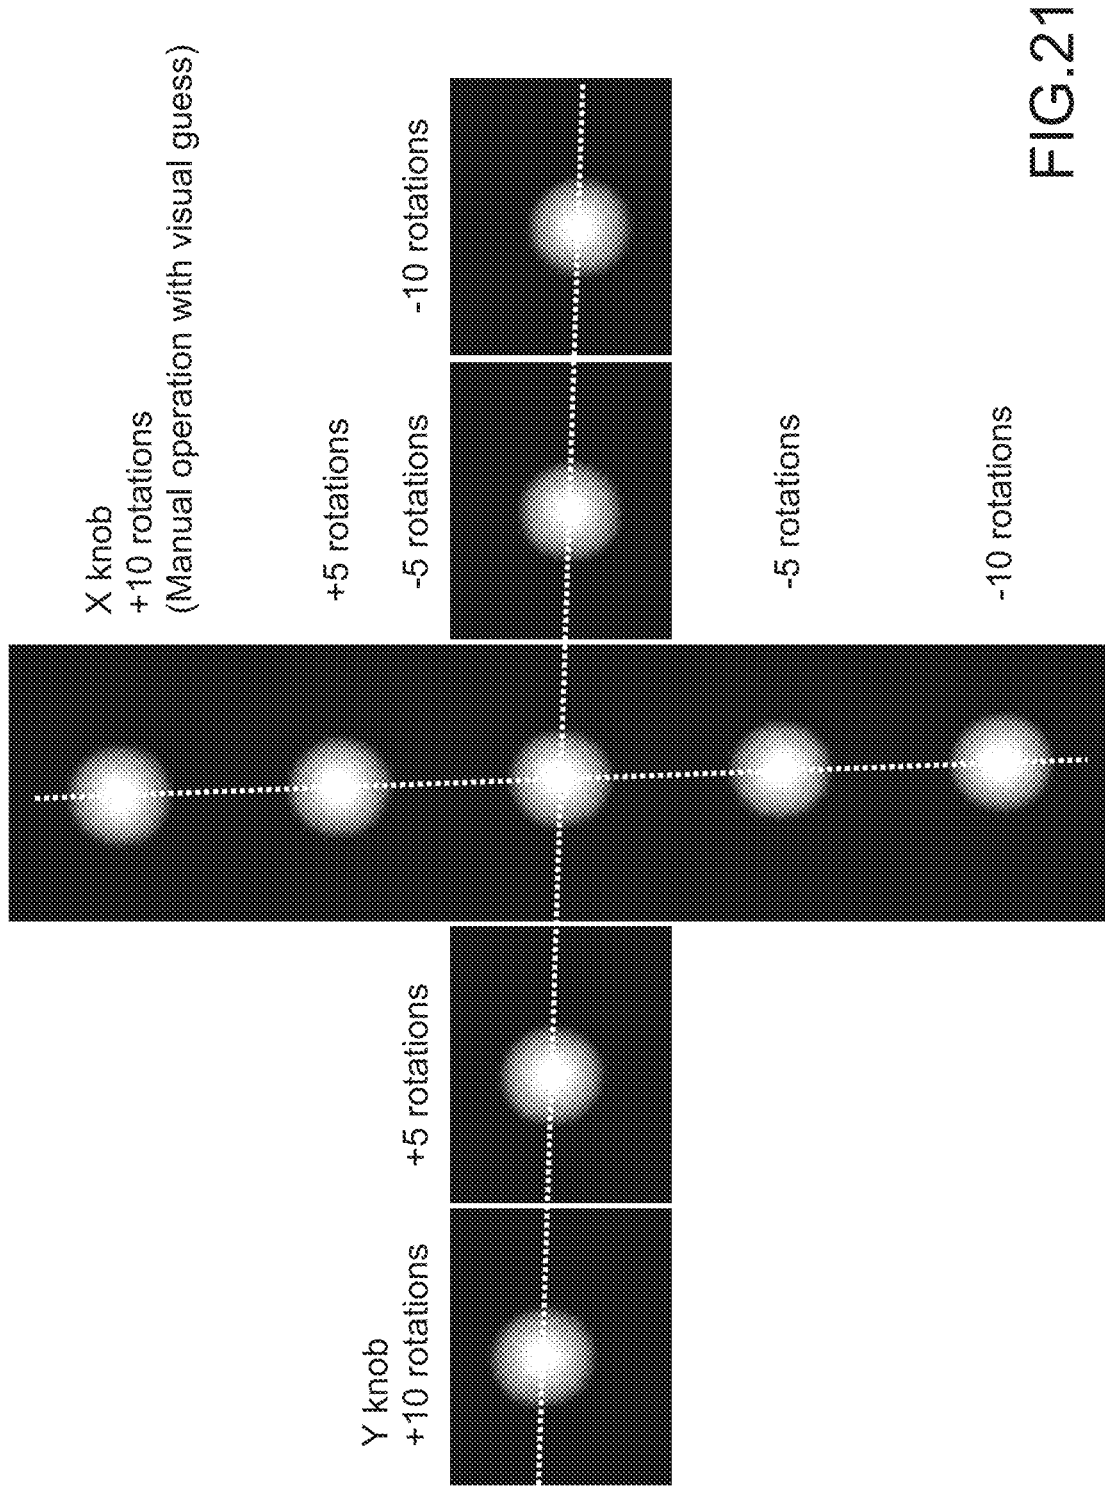 X knob
+10 rotations
(Manual operation with visual guess)
+5 rotations
Y knob
+10 rotations
+5 rotations
-5 rotations
-10 rotations
-5 rotations
-10 rotations
FIG.21